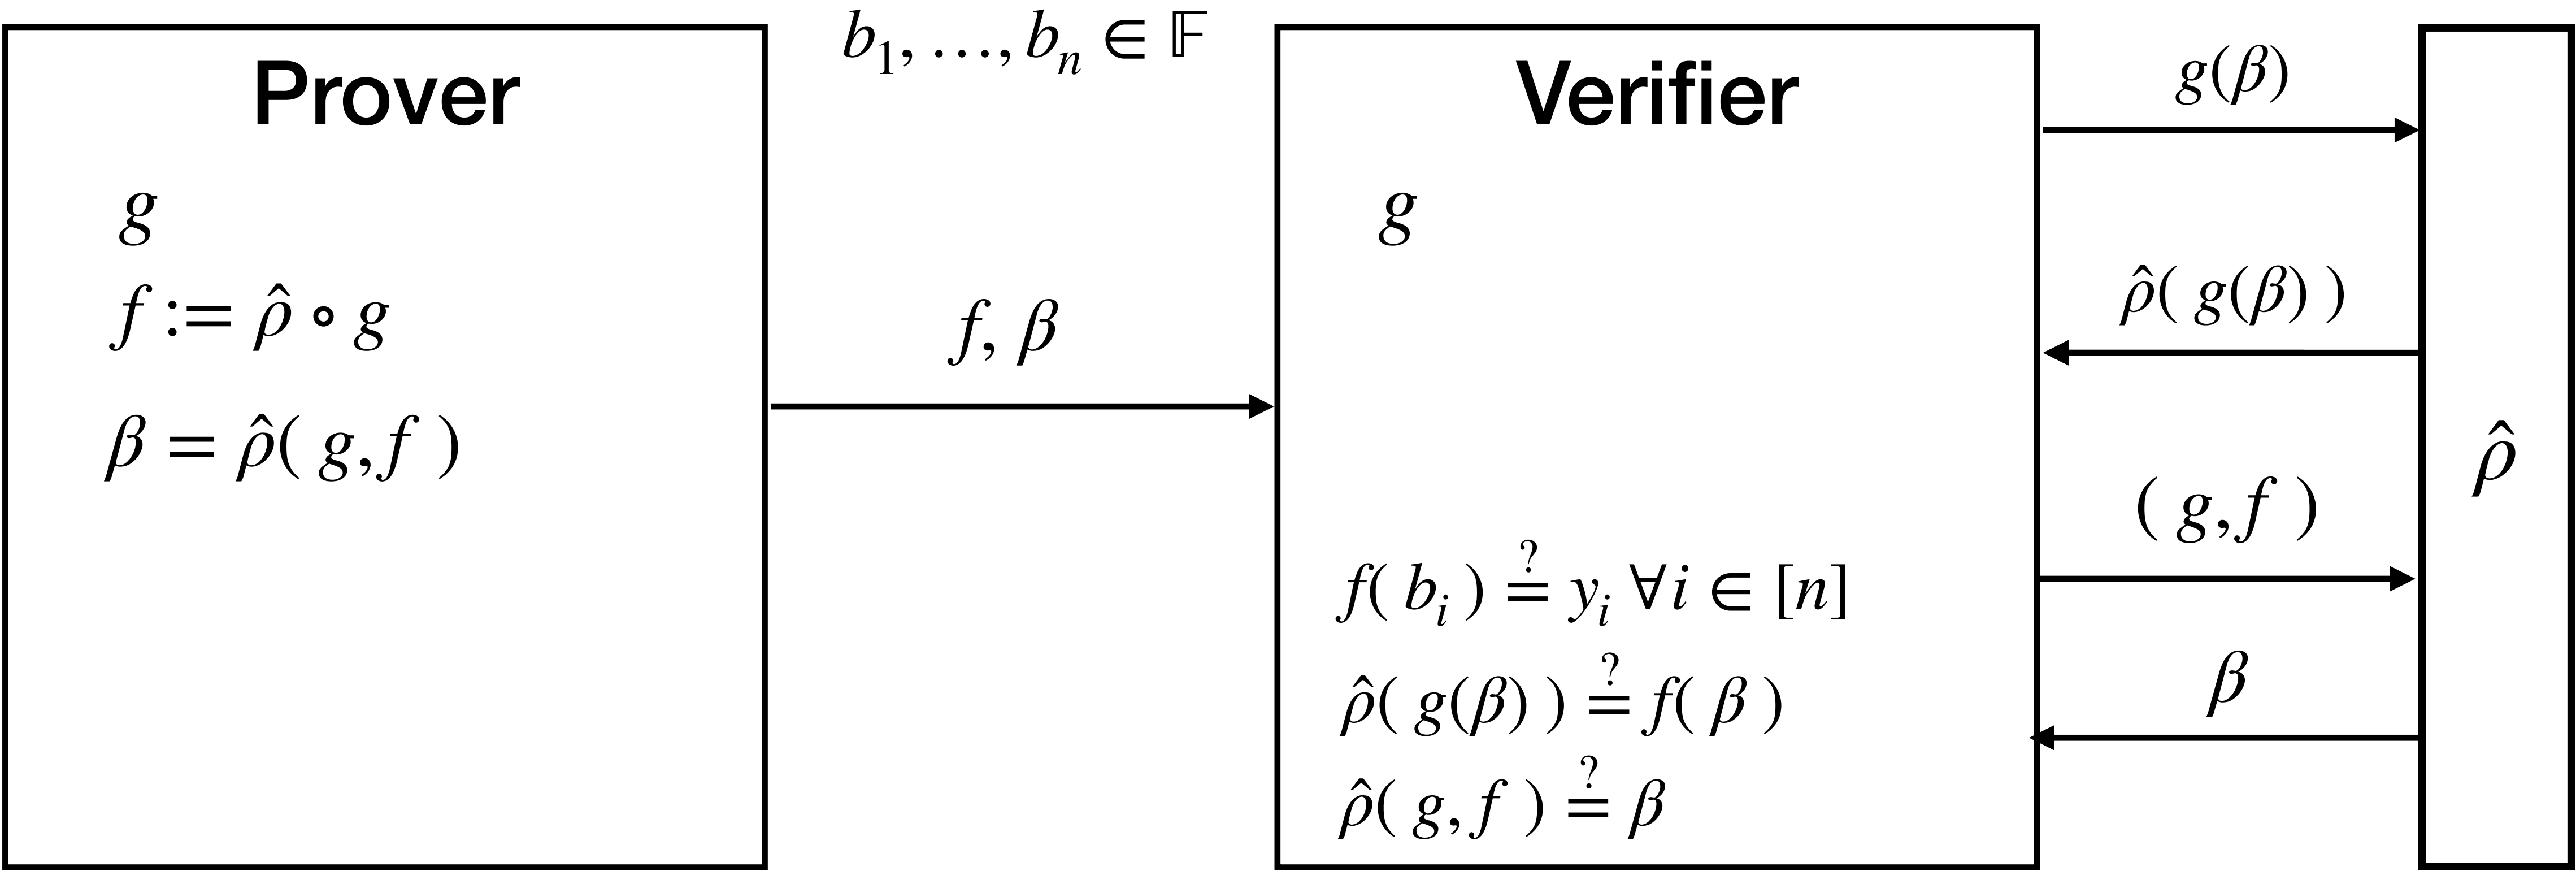 Prover
g
f := ρ̂ ∘ g
β = ρ̂( g,f )
b₁, …, bₙ ∈ 𝔽
f, β
Verifier
g
f( bᵢ ) ≟ yᵢ ∀i ∈ [n]
ρ̂( g(β) ) ≟ f( β )
ρ̂( g,f ) ≟ β
g(β)
ρ̂( g(β) )
( g,f )
β
ρ̂